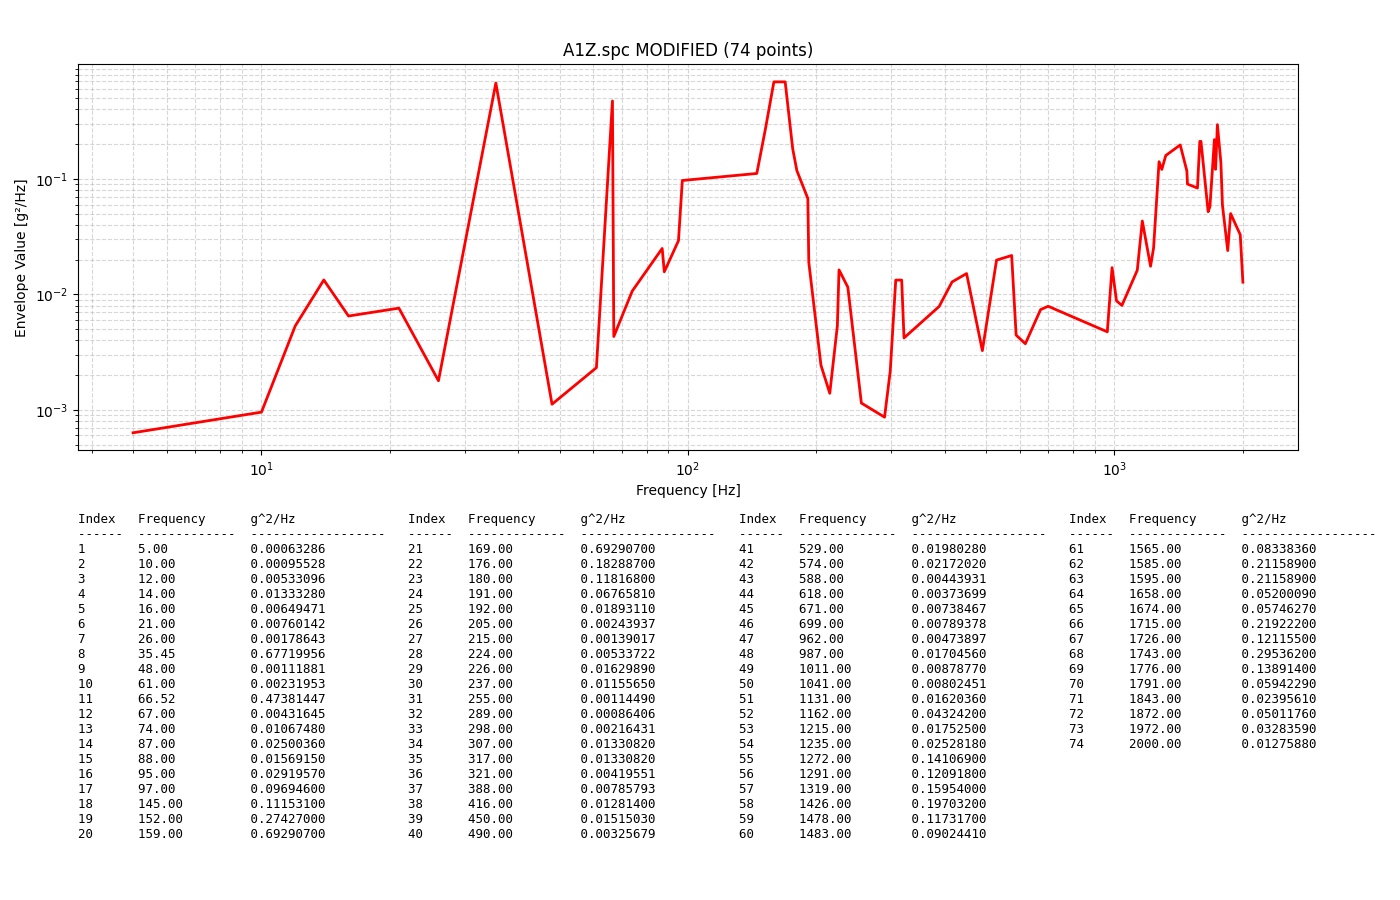 A1Z.spc MODIFIED (74 points)
Envelope Value [g²/Hz]
10⁻¹
10⁻²
10⁻³
10¹ 10² 10³
Frequency [Hz]
Index Frequency g^2/Hz Index Frequency g^2/Hz Index Frequency g^2/Hz Index Frequency g^2/Hz
------ ------------- ------------------ ------ ------------- ------------------ ------ ------------- ------------------ ------ ------------- ------------------
1 5.00 0.00063286 21 169.00 0.69290700 41 529.00 0.01980280 61 1565.00 0.08338360
2 10.00 0.00095528 22 176.00 0.18288700 42 574.00 0.02172020 62 1585.00 0.21158900
3 12.00 0.00533096 23 180.00 0.11816800 43 588.00 0.00443931 63 1595.00 0.21158900
4 14.00 0.01333280 24 191.00 0.06765810 44 618.00 0.00373699 64 1658.00 0.05200090
5 16.00 0.00649471 25 192.00 0.01893110 45 671.00 0.00738467 65 1674.00 0.05746270
6 21.00 0.00760142 26 205.00 0.00243937 46 699.00 0.00789378 66 1715.00 0.21922200
7 26.00 0.00178643 27 215.00 0.00139017 47 962.00 0.00473897 67 1726.00 0.12115500
8 35.45 0.67719956 28 224.00 0.00533722 48 987.00 0.01704560 68 1743.00 0.29536200
9 48.00 0.00111881 29 226.00 0.01629890 49 1011.00 0.00878770 69 1776.00 0.13891400
10 61.00 0.00231953 30 237.00 0.01155650 50 1041.00 0.00802451 70 1791.00 0.05942290
11 66.52 0.47381447 31 255.00 0.00114490 51 1131.00 0.01620360 71 1843.00 0.02395610
12 67.00 0.00431645 32 289.00 0.00086406 52 1162.00 0.04324200 72 1872.00 0.05011760
13 74.00 0.01067480 33 298.00 0.00216431 53 1215.00 0.01752500 73 1972.00 0.03283590
14 87.00 0.02500360 34 307.00 0.01330820 54 1235.00 0.02528180 74 2000.00 0.01275880
15 88.00 0.01569150 35 317.00 0.01330820 55 1272.00 0.14106900
16 95.00 0.02919570 36 321.00 0.00419551 56 1291.00 0.12091800
17 97.00 0.09694600 37 388.00 0.00785793 57 1319.00 0.15954000
18 145.00 0.11153100 38 416.00 0.01281400 58 1426.00 0.19703200
19 152.00 0.27427000 39 450.00 0.01515030 59 1478.00 0.11731700
20 159.00 0.69290700 40 490.00 0.00325679 60 1483.00 0.09024410